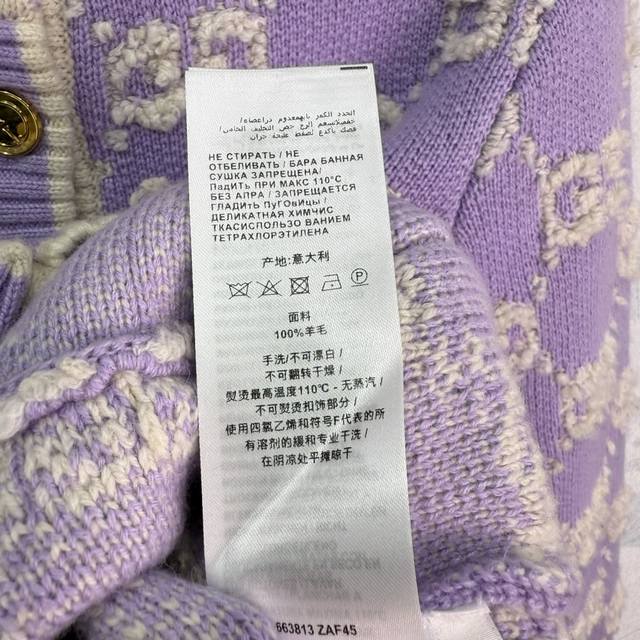 НЕ СТИРАТЬ / НЕ
ОТБЕЛИВАТЬ / БАРА БАННАЯ
СУШКА ЗАПРЕЩЕНА/
ПаДИТЬ ПРИ МАКС 110°С
БЕЗ АПРА / ЗАПРЕЩАЕТСЯ
ГЛАДИТЬ ПуГОвИцЫ /
ДЕЛИКАТНАЯ ХИМЧИС
ТКАСИСПОЛЬЗО ВАНИЕМ
ТЕТРАХЛОРЭТИЛЕНА
产地:意大利
P
面料
100%羊毛
手洗/不可漂白 /
不可翻转干燥 /
熨烫最高温度110℃ - 无蒸汽 /
不可熨烫扣饰部分 /
使用四氯乙烯和符号F代表的所
有溶剂的缓和专业干洗 /
在阴凉处平摊晾干
663813 ZAF45